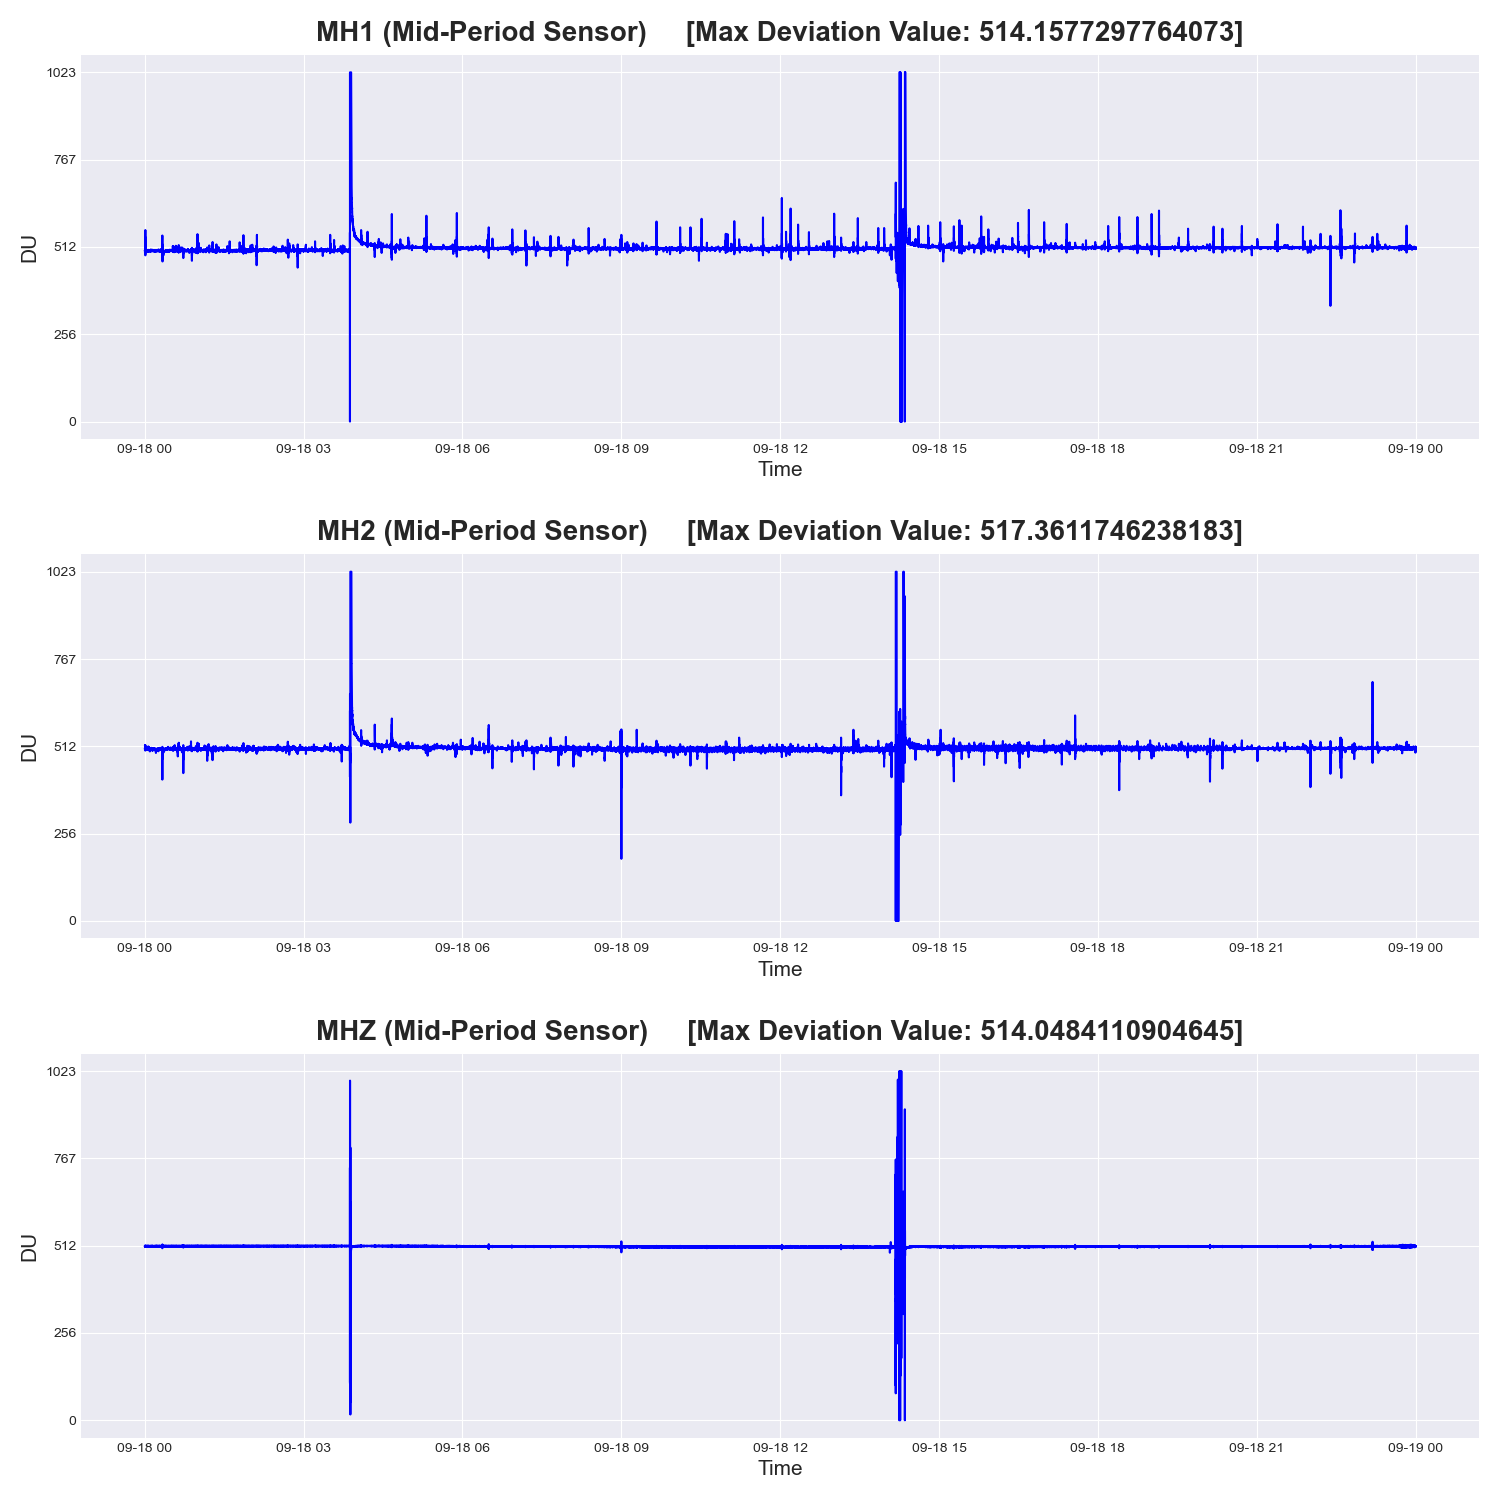 MH1 (Mid-Period Sensor) [Max Deviation Value: 514.1577297764073]
1023
767
512
256
0
DU
09-18 00 09-18 03 09-18 06 09-18 09 09-18 12 09-18 15 09-18 18 09-18 21 09-19 00
Time
MH2 (Mid-Period Sensor) [Max Deviation Value: 517.3611746238183]
1023
767
512
256
0
DU
09-18 00 09-18 03 09-18 06 09-18 09 09-18 12 09-18 15 09-18 18 09-18 21 09-19 00
Time
MHZ (Mid-Period Sensor) [Max Deviation Value: 514.0484110904645]
1023
767
512
256
0
DU
09-18 00 09-18 03 09-18 06 09-18 09 09-18 12 09-18 15 09-18 18 09-18 21 09-19 00
Time